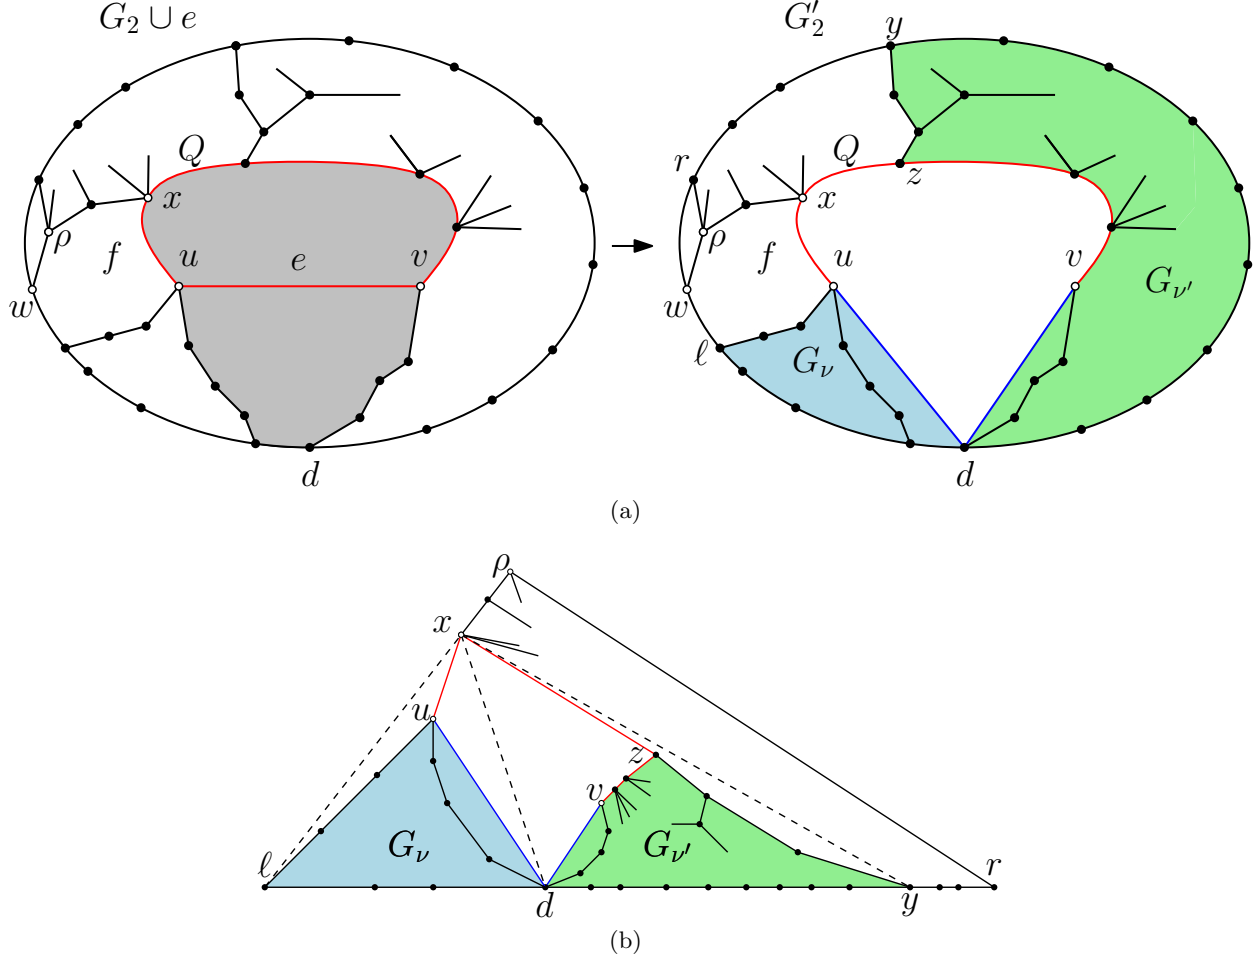 G₂ ∪ e
G′₂
y
Q
Q
r
z
x
x
ρ
f
u
e
v
ρ
f
u
v
w
w
G_ν′
ℓ
G_ν
d
d
(a)
ρ
x
u
z
v
G_ν
G_ν′
ℓ
r
d
y
(b)